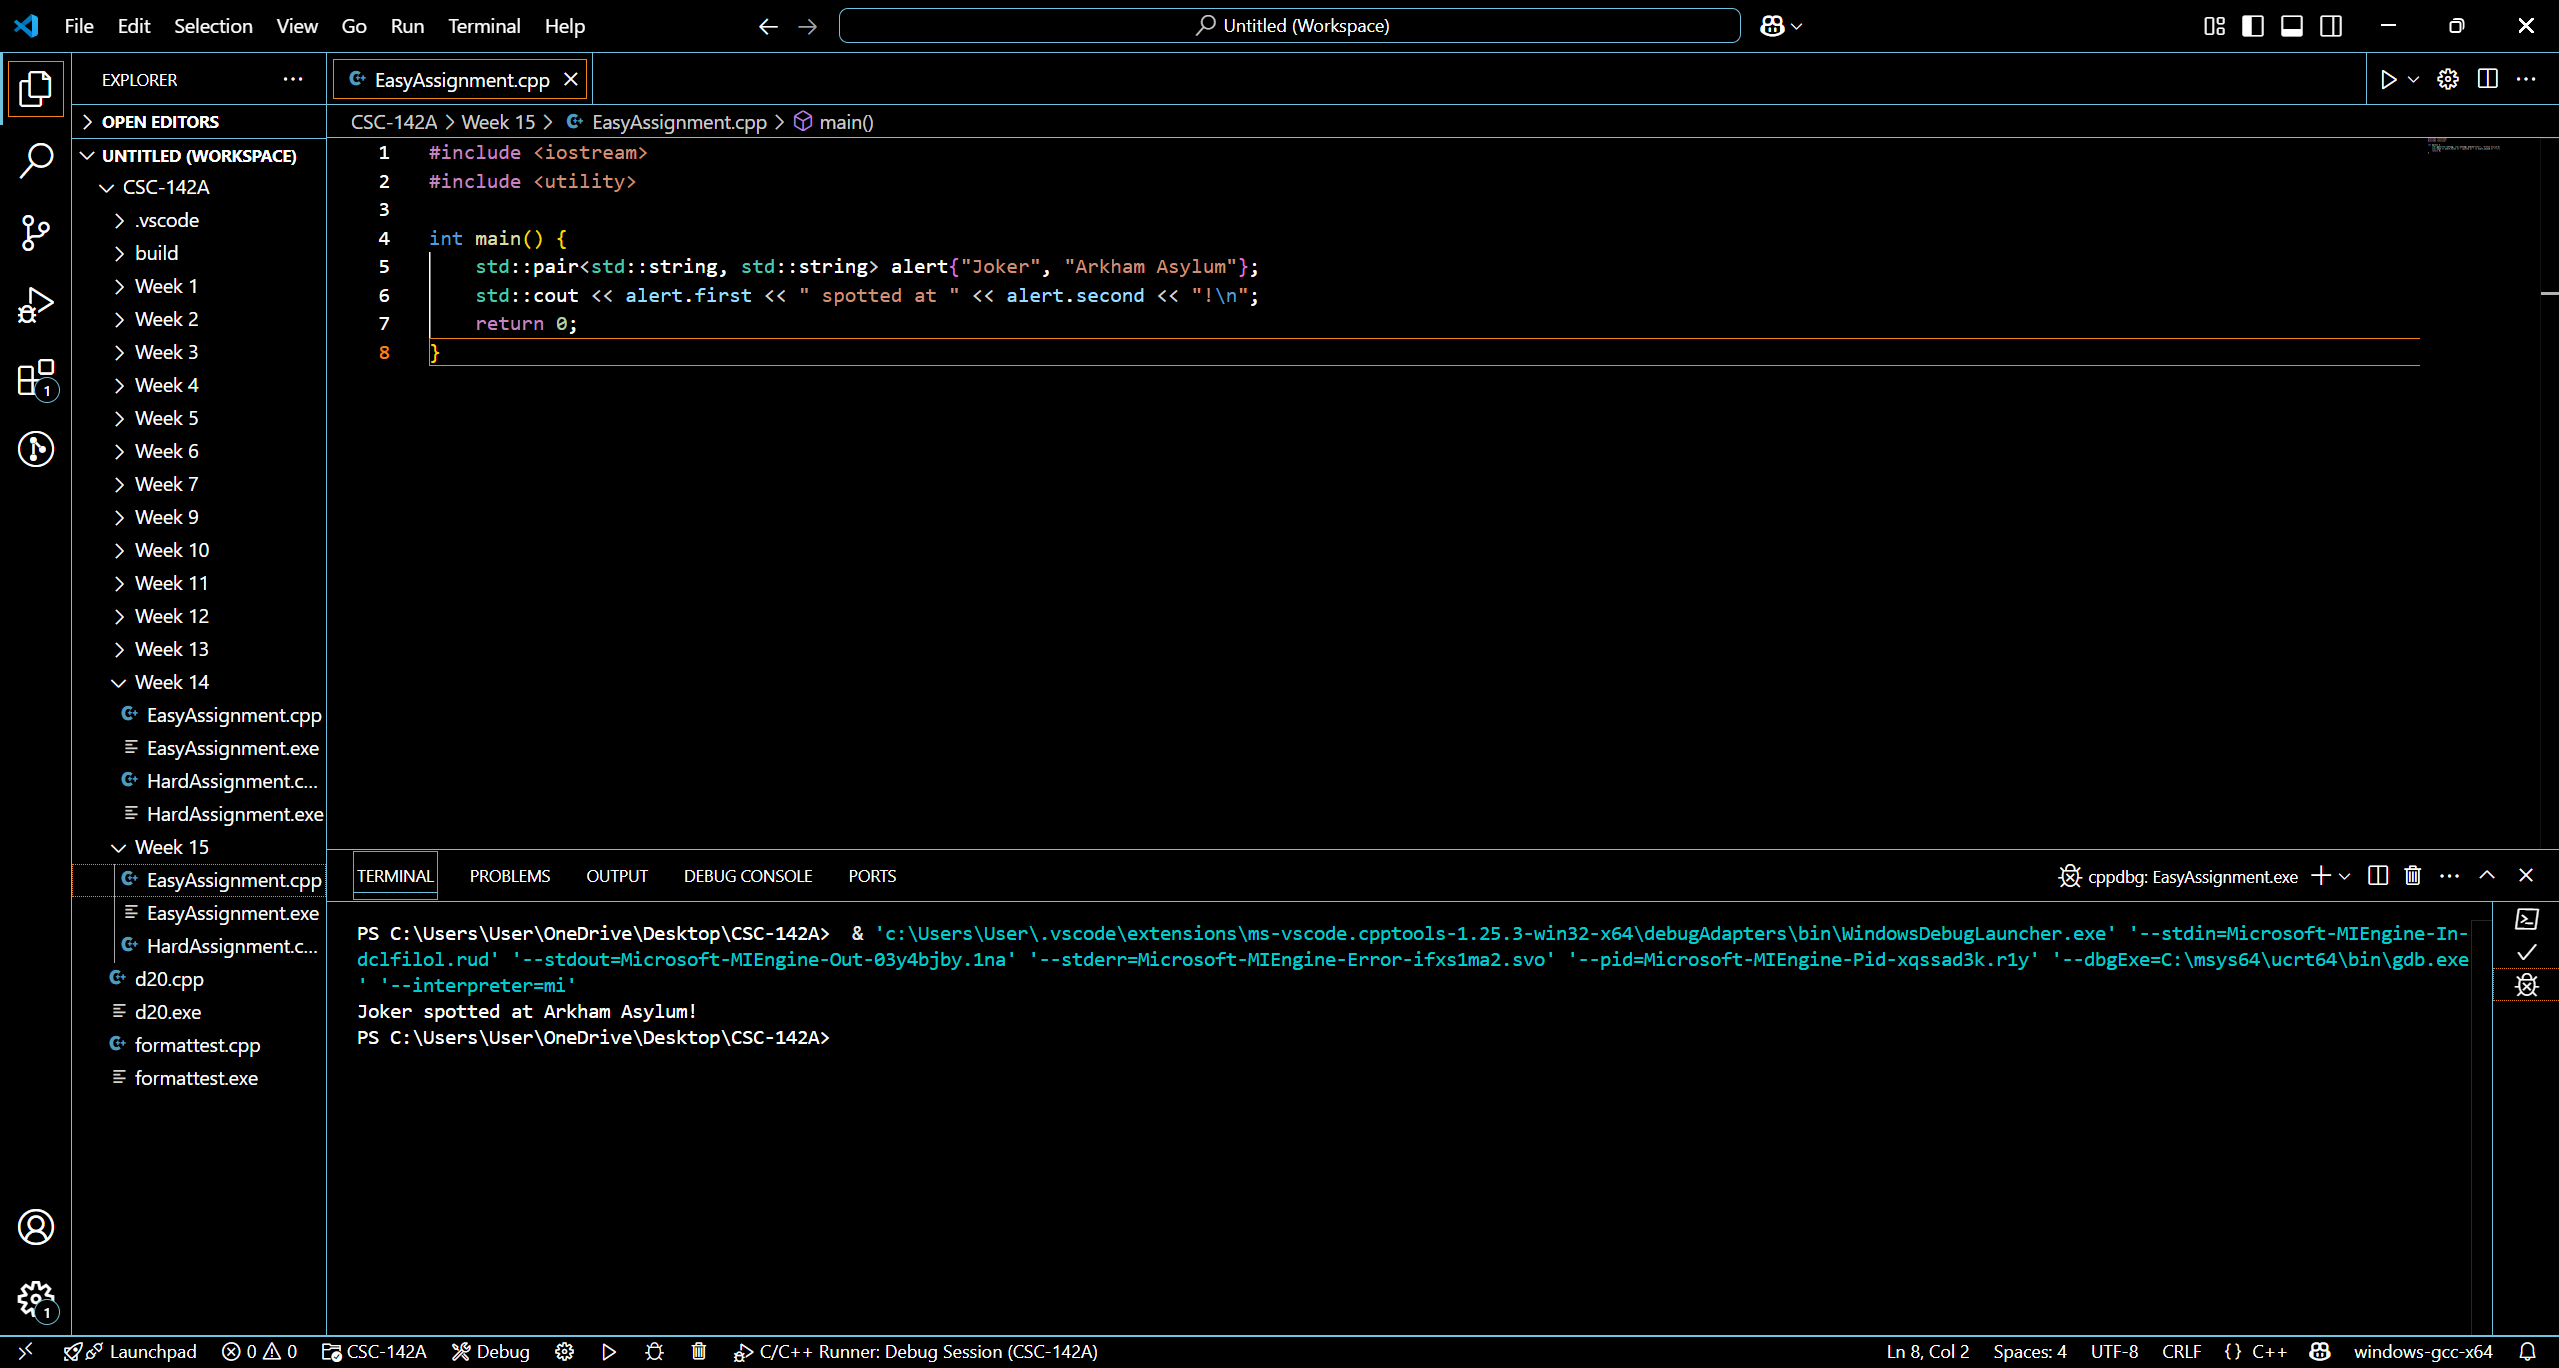 File Edit Selection View Go Run Terminal Help
Untitled (Workspace)
EXPLORER
OPEN EDITORS
UNTITLED (WORKSPACE)
CSC-142A
.vscode
build
Week 1
Week 2
Week 3
Week 4
Week 5
Week 6
Week 7
Week 9
Week 10
Week 11
Week 12
Week 13
Week 14
EasyAssignment.cpp
EasyAssignment.exe
HardAssignment.c...
HardAssignment.exe
Week 15
EasyAssignment.cpp
EasyAssignment.exe
HardAssignment.c...
d20.cpp
d20.exe
formattest.cpp
formattest.exe
1
1
EasyAssignment.cpp
CSC-142A > Week 15 > EasyAssignment.cpp > main()
1 #include <iostream>
2 #include <utility>
3
4 int main() {
5 std::pair<std::string, std::string> alert{"Joker", "Arkham Asylum"};
6 std::cout << alert.first << " spotted at " << alert.second << "!\n";
7 return 0;
8 }
TERMINAL PROBLEMS OUTPUT DEBUG CONSOLE PORTS
cppdbg: EasyAssignment.exe
PS C:\Users\User\OneDrive\Desktop\CSC-142A>  & 'c:\Users\User\.vscode\extensions\ms-vscode.cpptools-1.25.3-win32-x64\debugAdapters\bin\WindowsDebugLauncher.exe' '--stdin=Microsoft-MIEngine-In-
dclfilol.rud' '--stdout=Microsoft-MIEngine-Out-03y4bjby.1na' '--stderr=Microsoft-MIEngine-Error-ifxs1ma2.svo' '--pid=Microsoft-MIEngine-Pid-xqssad3k.r1y' '--dbgExe=C:\msys64\ucrt64\bin\gdb.exe
' '--interpreter=mi'
Joker spotted at Arkham Asylum!
PS C:\Users\User\OneDrive\Desktop\CSC-142A>
Launchpad 0 0 CSC-142A Debug C/C++ Runner: Debug Session (CSC-142A) Ln 8, Col 2 Spaces: 4 UTF-8 CRLF {} C++ windows-gcc-x64